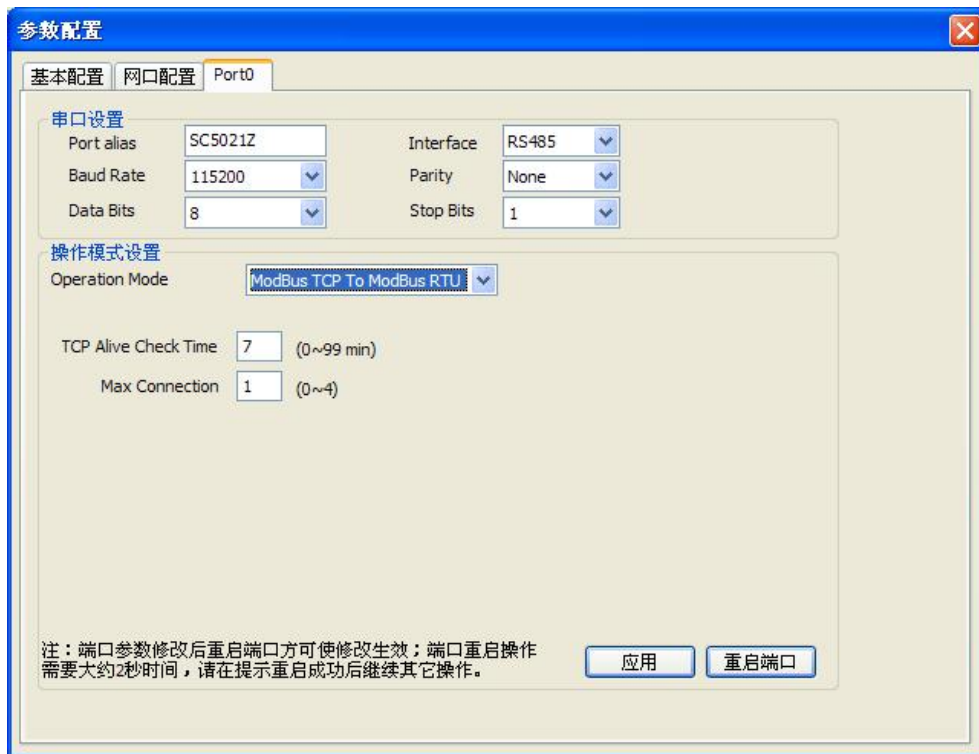 参数配置
基本配置 网口配置 Port0
串口设置
Port alias SC5021Z Interface RS485
Baud Rate 115200 Parity None
Data Bits 8 Stop Bits 1
操作模式设置
Operation Mode ModBus TCP To ModBus RTU
TCP Alive Check Time 7 (0~99 min)
Max Connection 1 (0~4)
注：端口参数修改后重启端口方可使修改生效；端口重启操作
需要大约2秒时间，请在提示重启成功后继续其它操作。
应用 重启端口